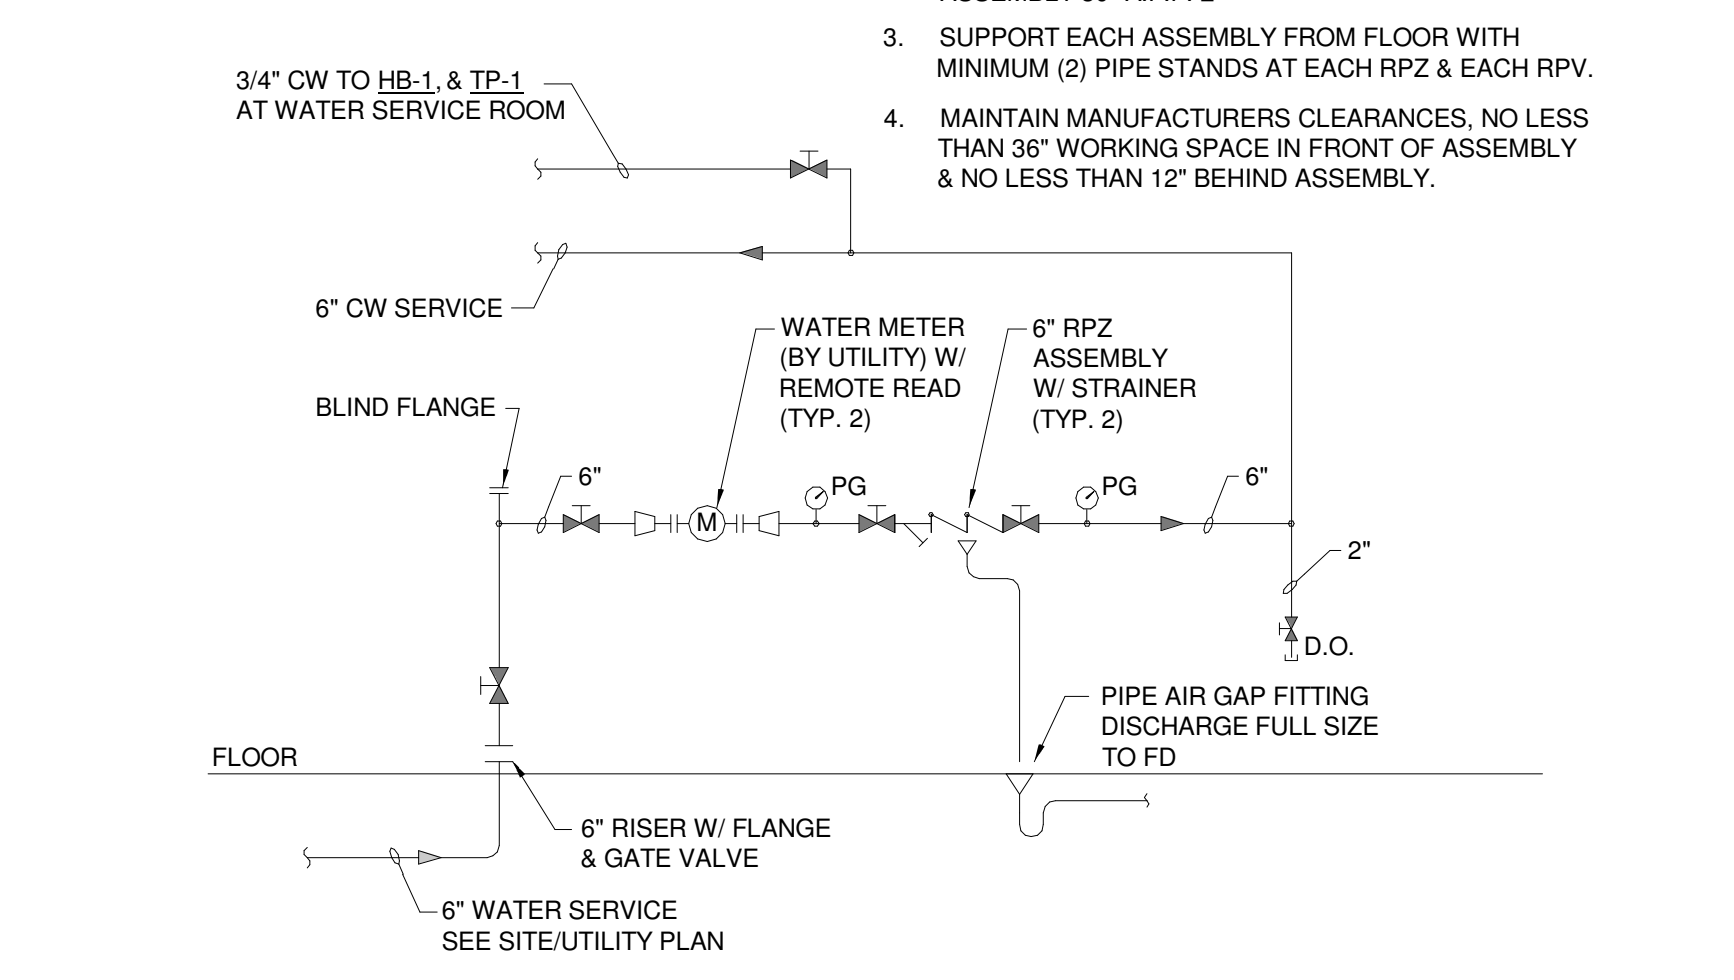 3. SUPPORT EACH ASSEMBLY FROM FLOOR WITH
MINIMUM (2) PIPE STANDS AT EACH RPZ & EACH RPV.
4. MAINTAIN MANUFACTURERS CLEARANCES, NO LESS
THAN 36" WORKING SPACE IN FRONT OF ASSEMBLY
& NO LESS THAN 12" BEHIND ASSEMBLY.
3/4" CW TO HB-1, & TP-1
AT WATER SERVICE ROOM
6" CW SERVICE
WATER METER
(BY UTILITY) W/
REMOTE READ
(TYP. 2)
6" RPZ
ASSEMBLY
W/ STRAINER
(TYP. 2)
BLIND FLANGE
6"
M
PG
PG
6"
2"
D.O.
PIPE AIR GAP FITTING
DISCHARGE FULL SIZE
TO FD
FLOOR
6" RISER W/ FLANGE
& GATE VALVE
6" WATER SERVICE
SEE SITE/UTILITY PLAN